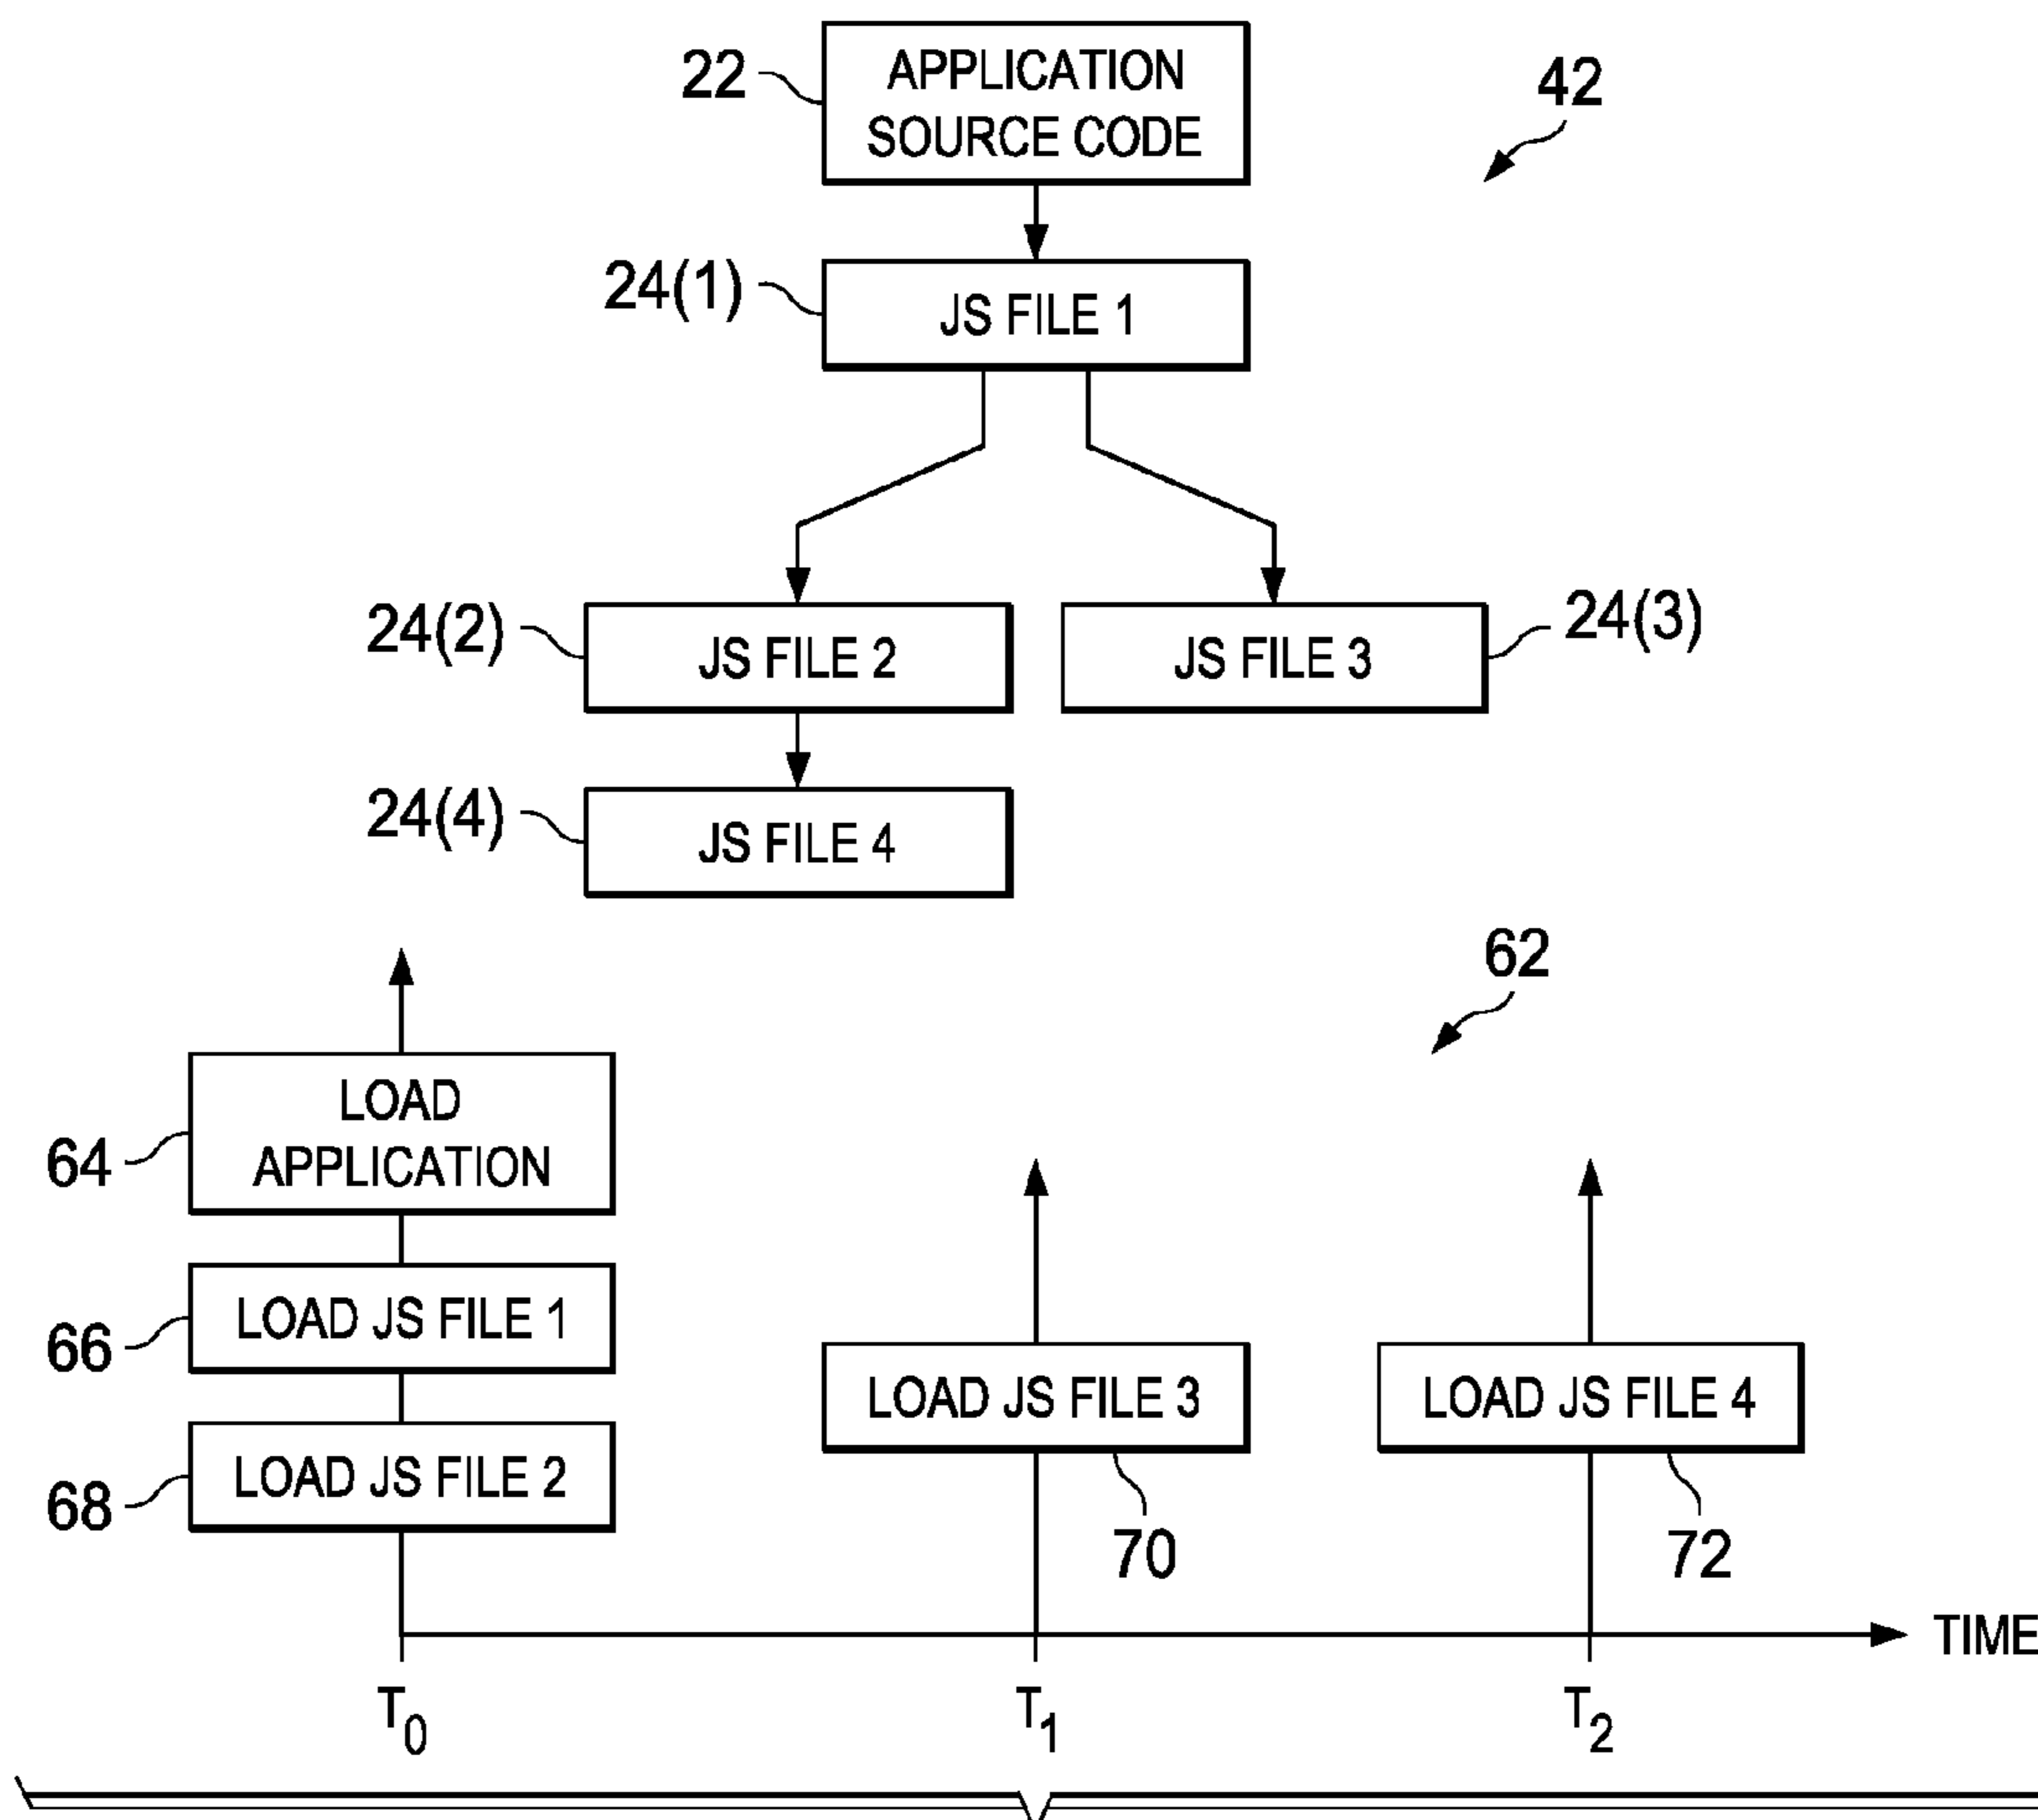 22
APPLICATION
SOURCE CODE
42
24(1)
JS FILE 1
24(2)
JS FILE 2
JS FILE 3
24(3)
24(4)
JS FILE 4
62
64
LOAD
APPLICATION
66
LOAD JS FILE 1
68
LOAD JS FILE 2
LOAD JS FILE 3
70
LOAD JS FILE 4
72
TIME
T0
T1
T2